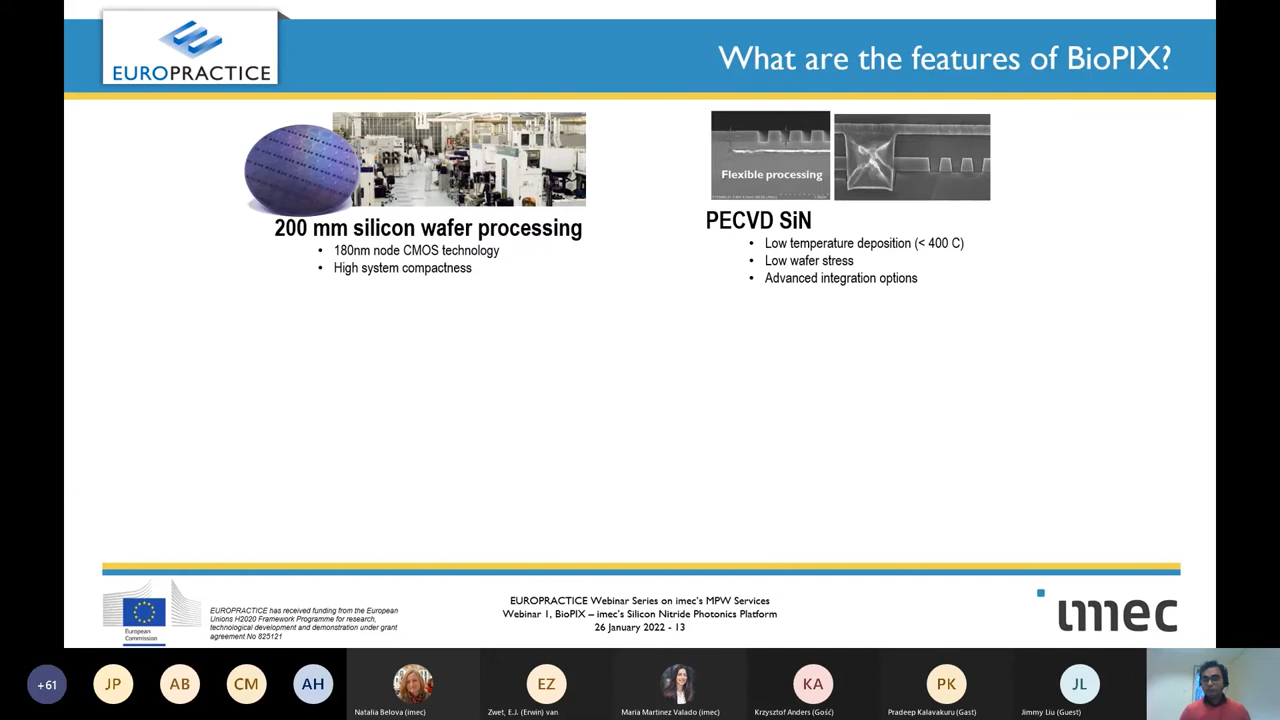 EUROPRACTICE
What are the features of BioPIX?
Flexible processing
200 mm silicon wafer processing
• 180nm node CMOS technology
• High system compactness
PECVD SiN
• Low temperature deposition (< 400 C)
• Low wafer stress
• Advanced integration options
European
Commission
EUROPRACTICE has received funding from the European
Unions H2020 Framework Programme for research,
technological development and demonstration under grant
agreement No 825121
EUROPRACTICE Webinar Series on imec's MPW Services
Webinar 1, BioPIX – imec's Silicon Nitride Photonics Platform
26 January 2022 - 13
imec
+61
JP
AB
CM
AH
EZ
KA
PK
JL
Natalia Belova (imec)
Zwet, E.J. (Erwin) van
Maria Martinez Valado (imec)
Krzysztof Anders (Gość)
Pradeep Kalavakuru (Gast)
Jimmy Liu (Guest)